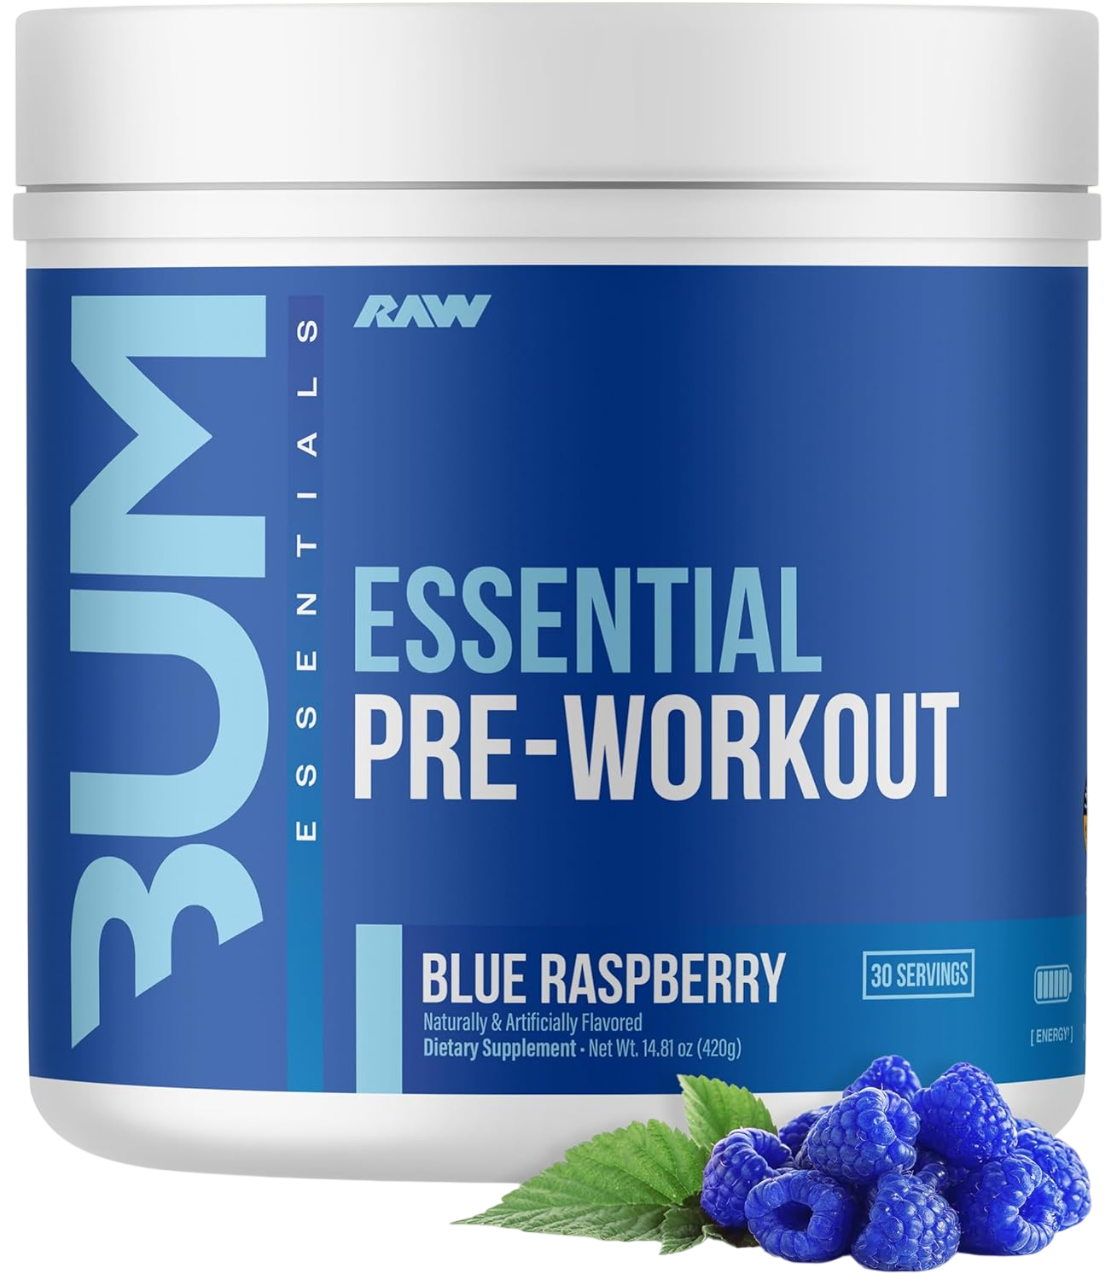 BUM
ESSENTIALS
RAW
ESSENTIAL
PRE-WORKOUT
BLUE RASPBERRY
Naturally & Artificially Flavored
Dietary Supplement • Net Wt. 14.81 oz (420g)
30 SERVINGS
[ ENERGY† ]